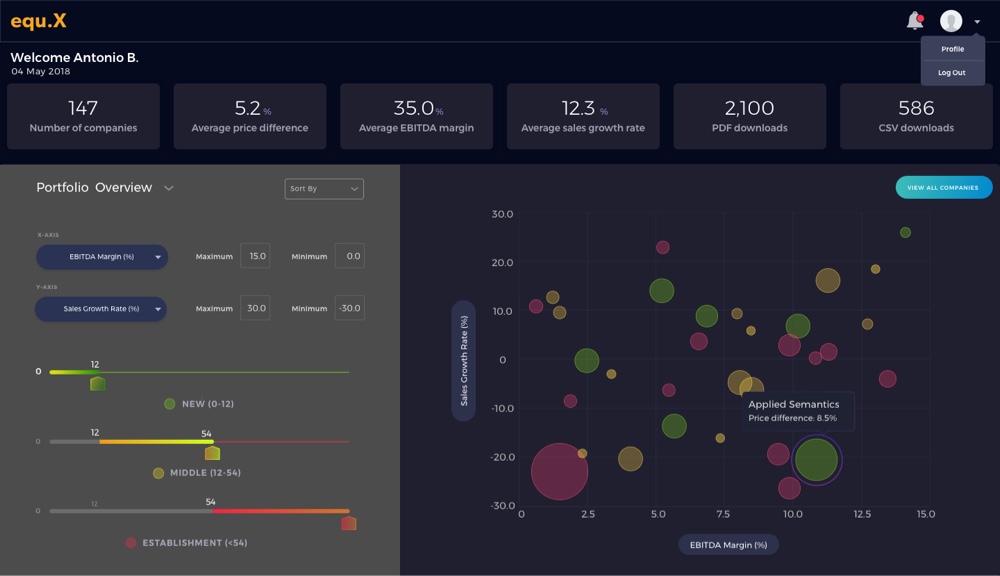 equ.X
Profile
Log Out
Welcome Antonio B.
04 May 2018
147
Number of companies
5.2 %
Average price difference
35.0 %
Average EBITDA margin
12.3 %
Average sales growth rate
2,100
PDF downloads
586
CSV downloads
Portfolio Overview
Sort By
X-AXIS
EBITDA Margin (%)
Maximum
15.0
Minimum
0.0
Y-AXIS
Sales Growth Rate (%)
Maximum
30.0
Minimum
-30.0
0
12
NEW (0-12)
0
12
54
MIDDLE (12-54)
0
12
54
ESTABLISHMENT (<54)
VIEW ALL COMPANIES
30.0
20.0
10.0
0
-10.0
-20.0
-30.0
Sales Growth Rate (%)
Applied Semantics
Price difference: 8.5%
0
2.5
5.0
7.5
10.0
12.5
15.0
EBITDA Margin (%)